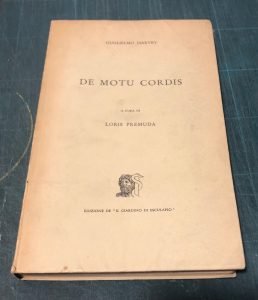 GUGLIELMO HARVEY
DE MOTU CORDIS
A CURA DI
LORIS PREMUDA
EDIZIONE DE "IL GIARDINO DI ESCULAPIO"